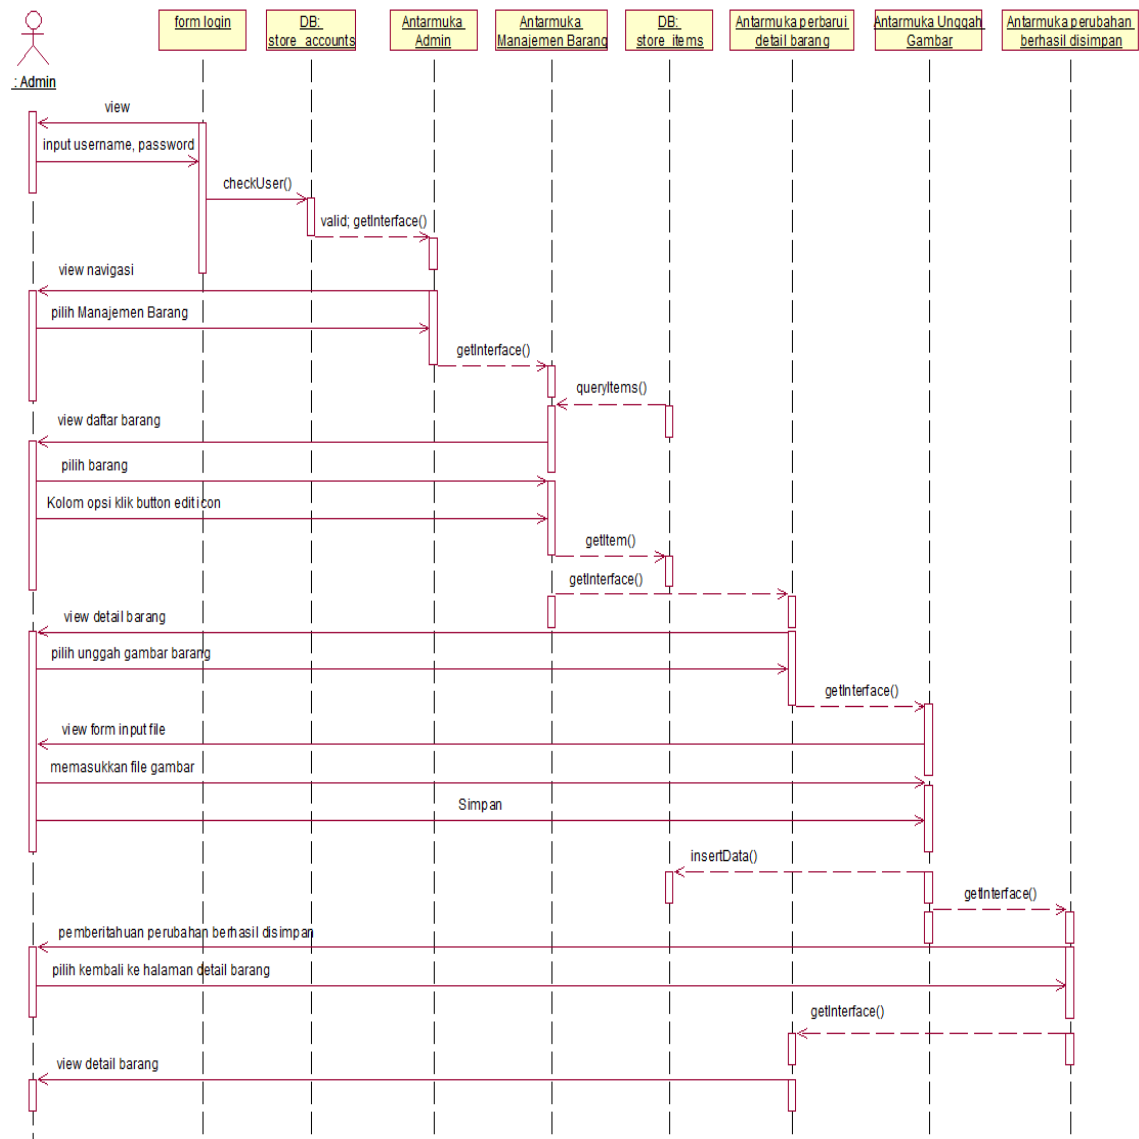 form login
DB:
store_accounts
Antarmuka
Admin
Antarmuka
Manajemen Barang
DB:
store_items
Antarmuka perbarui
detail barang
Antarmuka Unggah
Gambar
Antarmuka perubahan
berhasil disimpan
: Admin
view
input username, password
checkUser()
valid; getInterface()
view navigasi
pilih Manajemen Barang
getInterface()
queryItems()
view daftar barang
pilih barang
Kolom opsi klik button edit icon
getItem()
getInterface()
view detail barang
pilih unggah gambar barang
getInterface()
view form input file
memasukkan file gambar
Simpan
insertData()
getInterface()
pemberitahuan perubahan berhasil disimpan
pilih kembali ke halaman detail barang
getInterface()
view detail barang